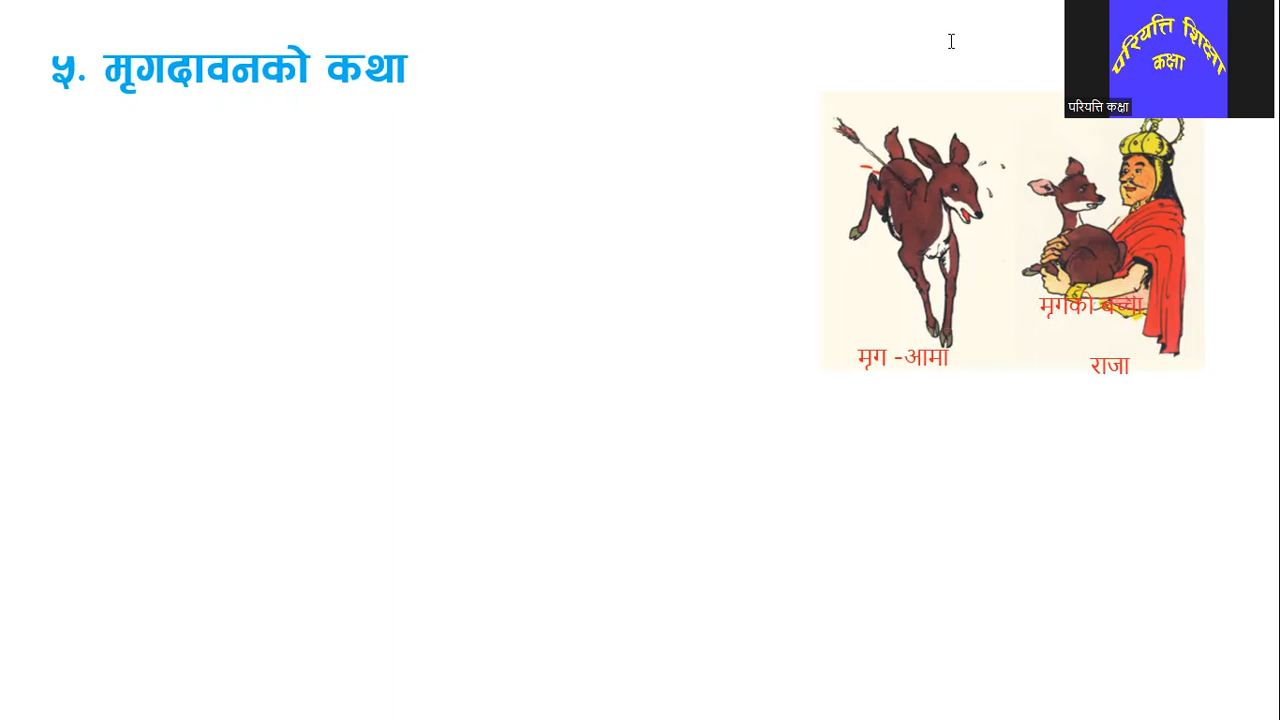 ५. मृगदावनको कथा
परियत्ति शिक्षा
कक्षा
परियत्ति कक्षा
मृगको बच्चा
मृग -आमा
राजा